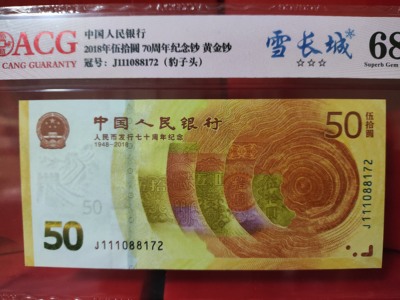 ACG
CANG GUARANTY
中国人民银行
2018年伍拾圆 70周年纪念钞 黄金钞
冠号：J111088172（豹子头）
雪长城*
☆☆☆
68
Superb Gem
中国人民银行
人民币发行七十周年纪念
1948-2018
50
伍拾圆
50
50
J111088172
J111088172